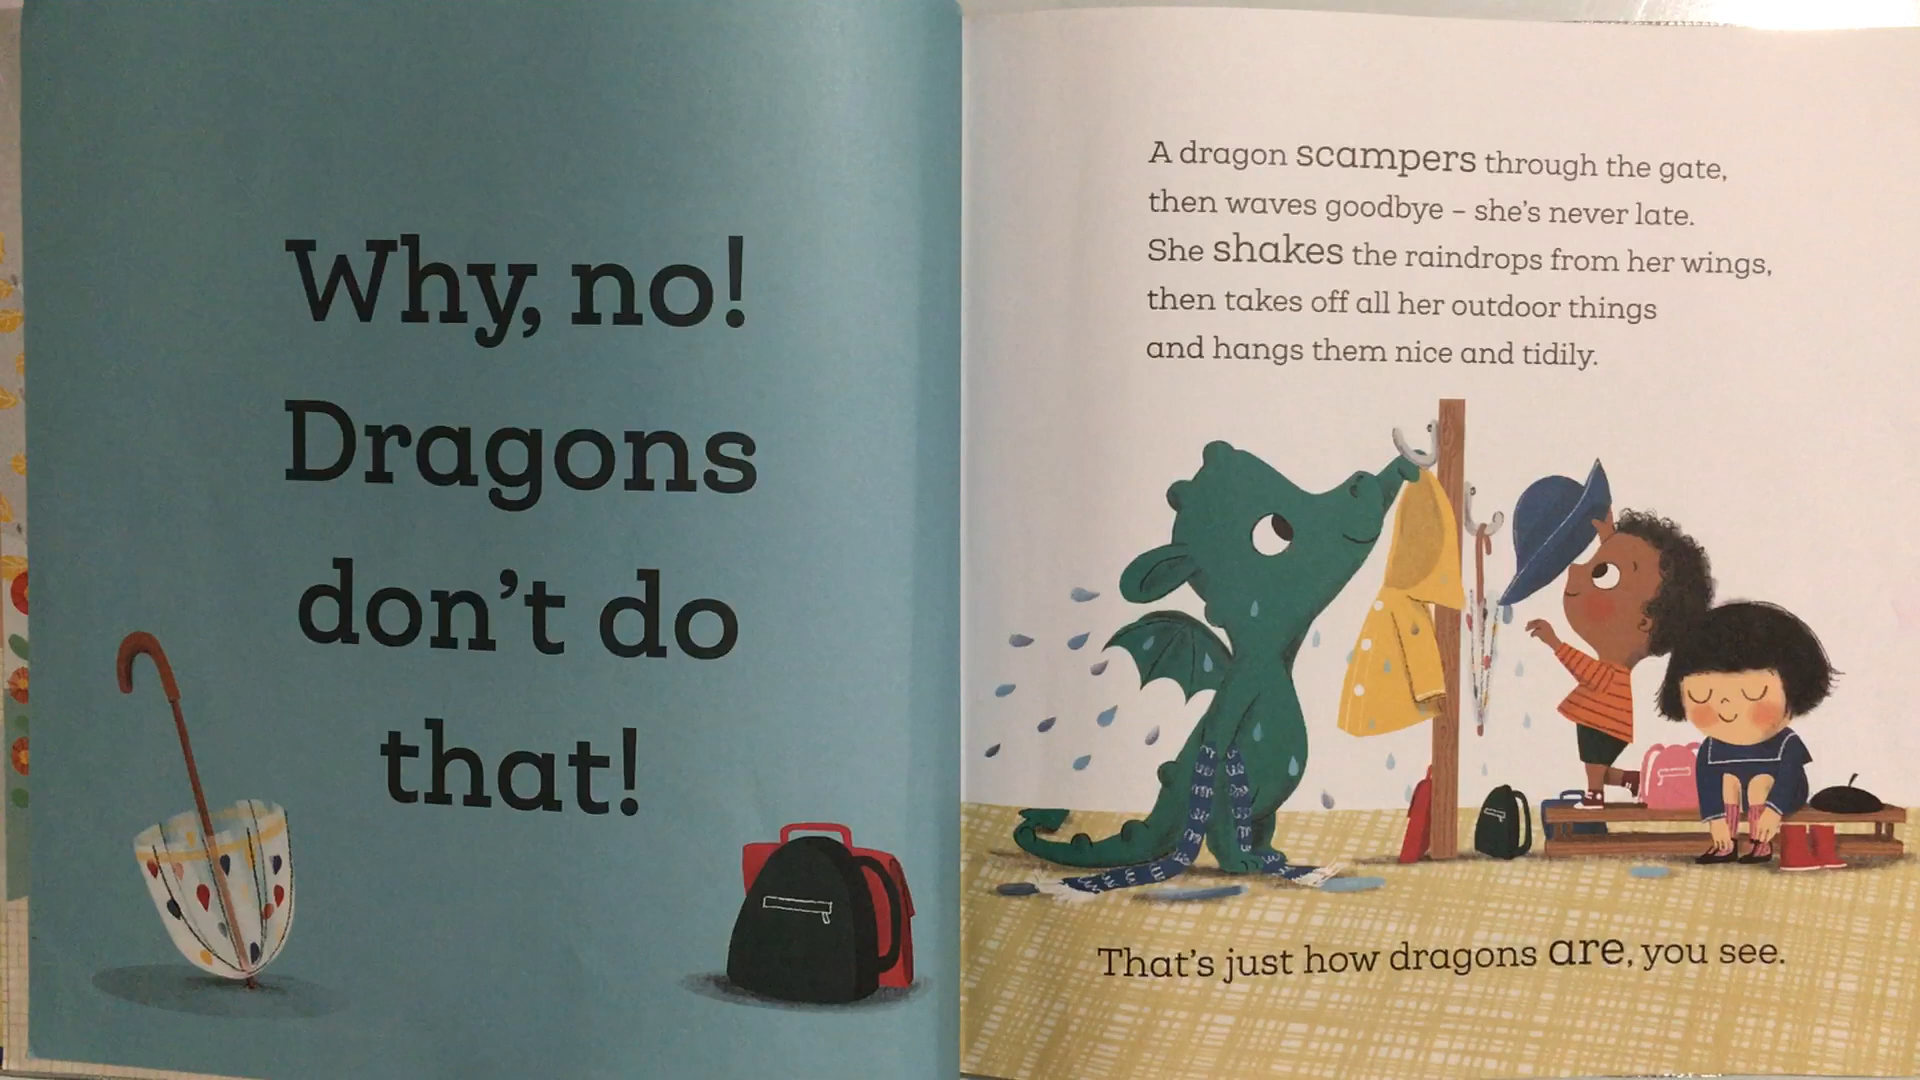 Why, no!
Dragons
don't do
that!
A dragon scampers through the gate,
then waves goodbye – she's never late.
She shakes the raindrops from her wings,
then takes off all her outdoor things
and hangs them nice and tidily.
That's just how dragons are, you see.